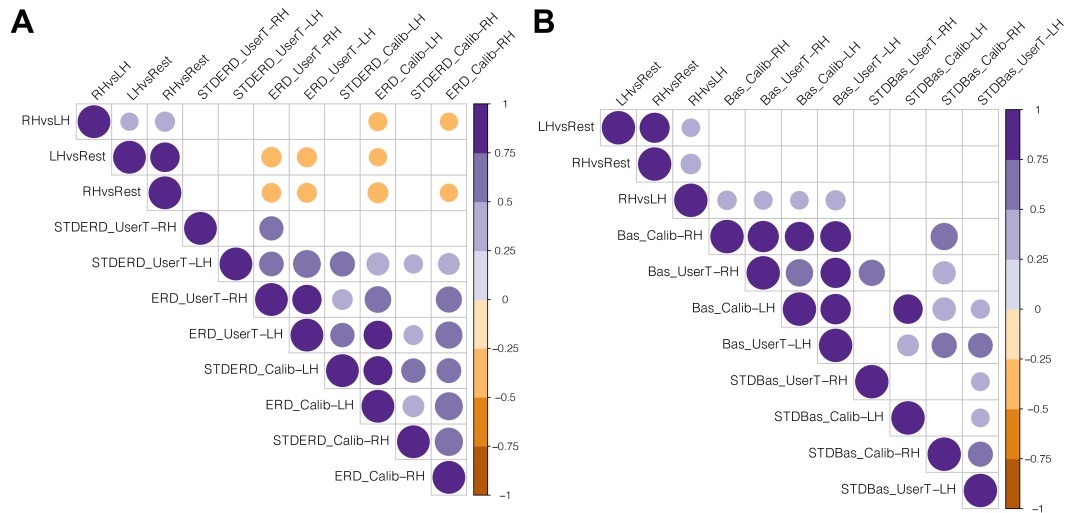 A
RHvsLH
LHvsRest
RHvsRest
STDERD_UserT-RH
STDERD_UserT-LH
ERD_UserT-RH
ERD_UserT-LH
STDERD_Calib-LH
ERD_Calib-LH
STDERD_Calib-RH
ERD_Calib-RH
RHvsLH
LHvsRest
RHvsRest
STDERD_UserT-RH
STDERD_UserT-LH
ERD_UserT-RH
ERD_UserT-LH
STDERD_Calib-LH
ERD_Calib-LH
STDERD_Calib-RH
ERD_Calib-RH
1
0.75
0.5
0.25
0
-0.25
-0.5
-0.75
-1
B
LHvsRest
RHvsRest
RHvsLH
Bas_Calib-RH
Bas_UserT-RH
Bas_Calib-LH
Bas_UserT-LH
STDBas_UserT-RH
STDBas_Calib-LH
STDBas_Calib-RH
STDBas_UserT-LH
LHvsRest
RHvsRest
RHvsLH
Bas_Calib-RH
Bas_UserT-RH
Bas_Calib-LH
Bas_UserT-LH
STDBas_UserT-RH
STDBas_Calib-LH
STDBas_Calib-RH
STDBas_UserT-LH
1
0.75
0.5
0.25
0
-0.25
-0.5
-0.75
-1